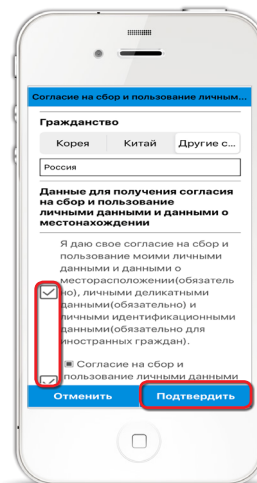 Согласие на сбор и пользование личным...
Гражданство
Корея Китай Другие с...
Россия
Данные для получения согласия
на сбор и пользование
личными данными и данными о
местонахождении
Я даю свое согласие на сбор и
пользование моими личными
данными и данными о
месторасположении(обязатель
но), личными деликатными
данными(обязательно) и
личными идентификационными
данными(обязательно для
иностранных граждан).
▣ Согласие на сбор и
пользование личными данными
Отменить Подтвердить